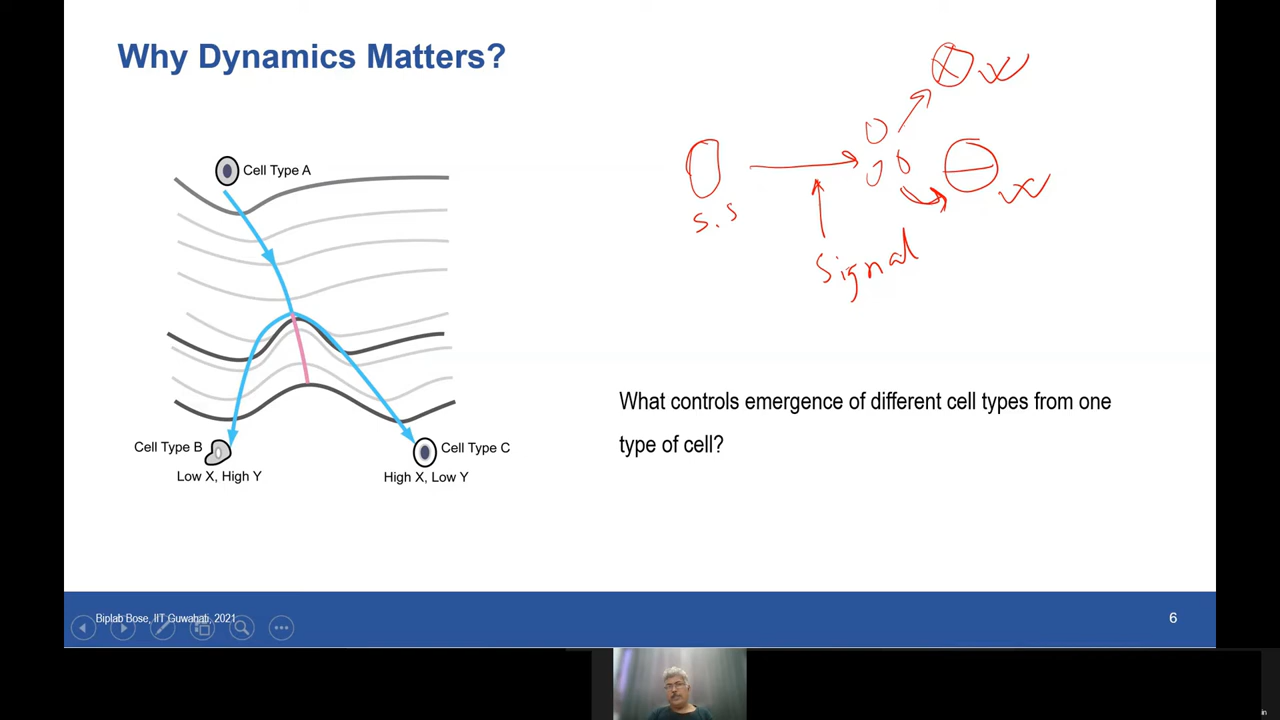 Why Dynamics Matters?
Cell Type A
S.S
Signal
What controls emergence of different cell types from one
type of cell?
Cell Type B
Low X, High Y
Cell Type C
High X, Low Y
Biplab Bose, IIT Guwahati, 2021
6
in